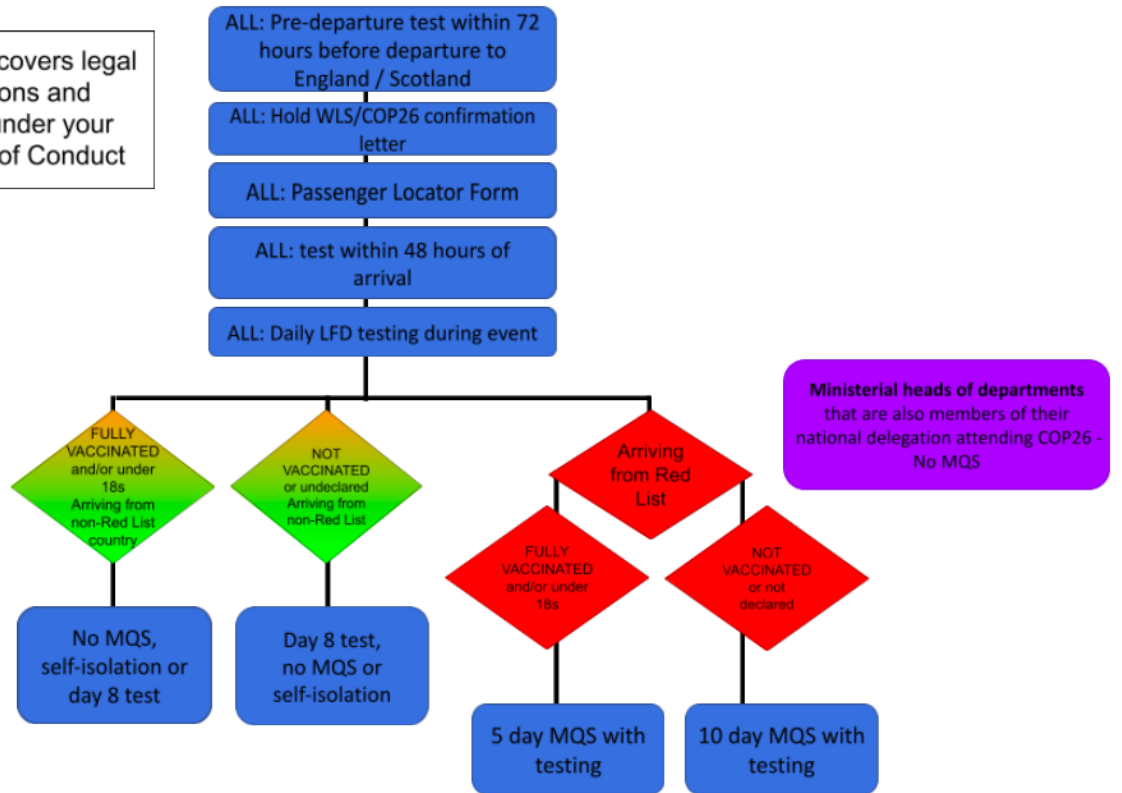 covers legal
ons and
under your
of Conduct
ALL: Pre-departure test within 72
hours before departure to
England / Scotland
ALL: Hold WLS/COP26 confirmation
letter
ALL: Passenger Locator Form
ALL: test within 48 hours of
arrival
ALL: Daily LFD testing during event
Ministerial heads of departments
that are also members of their
national delegation attending COP26 -
No MQS
FULLY
VACCINATED
and/or under
18s
Arriving from
non-Red List
country
NOT
VACCINATED
or undeclared
Arriving from
non-Red List
Arriving
from Red
List
FULLY
VACCINATED
and/or under
18s
NOT
VACCINATED
or not
declared
No MQS,
self-isolation or
day 8 test
Day 8 test,
no MQS or
self-isolation
5 day MQS with
testing
10 day MQS with
testing